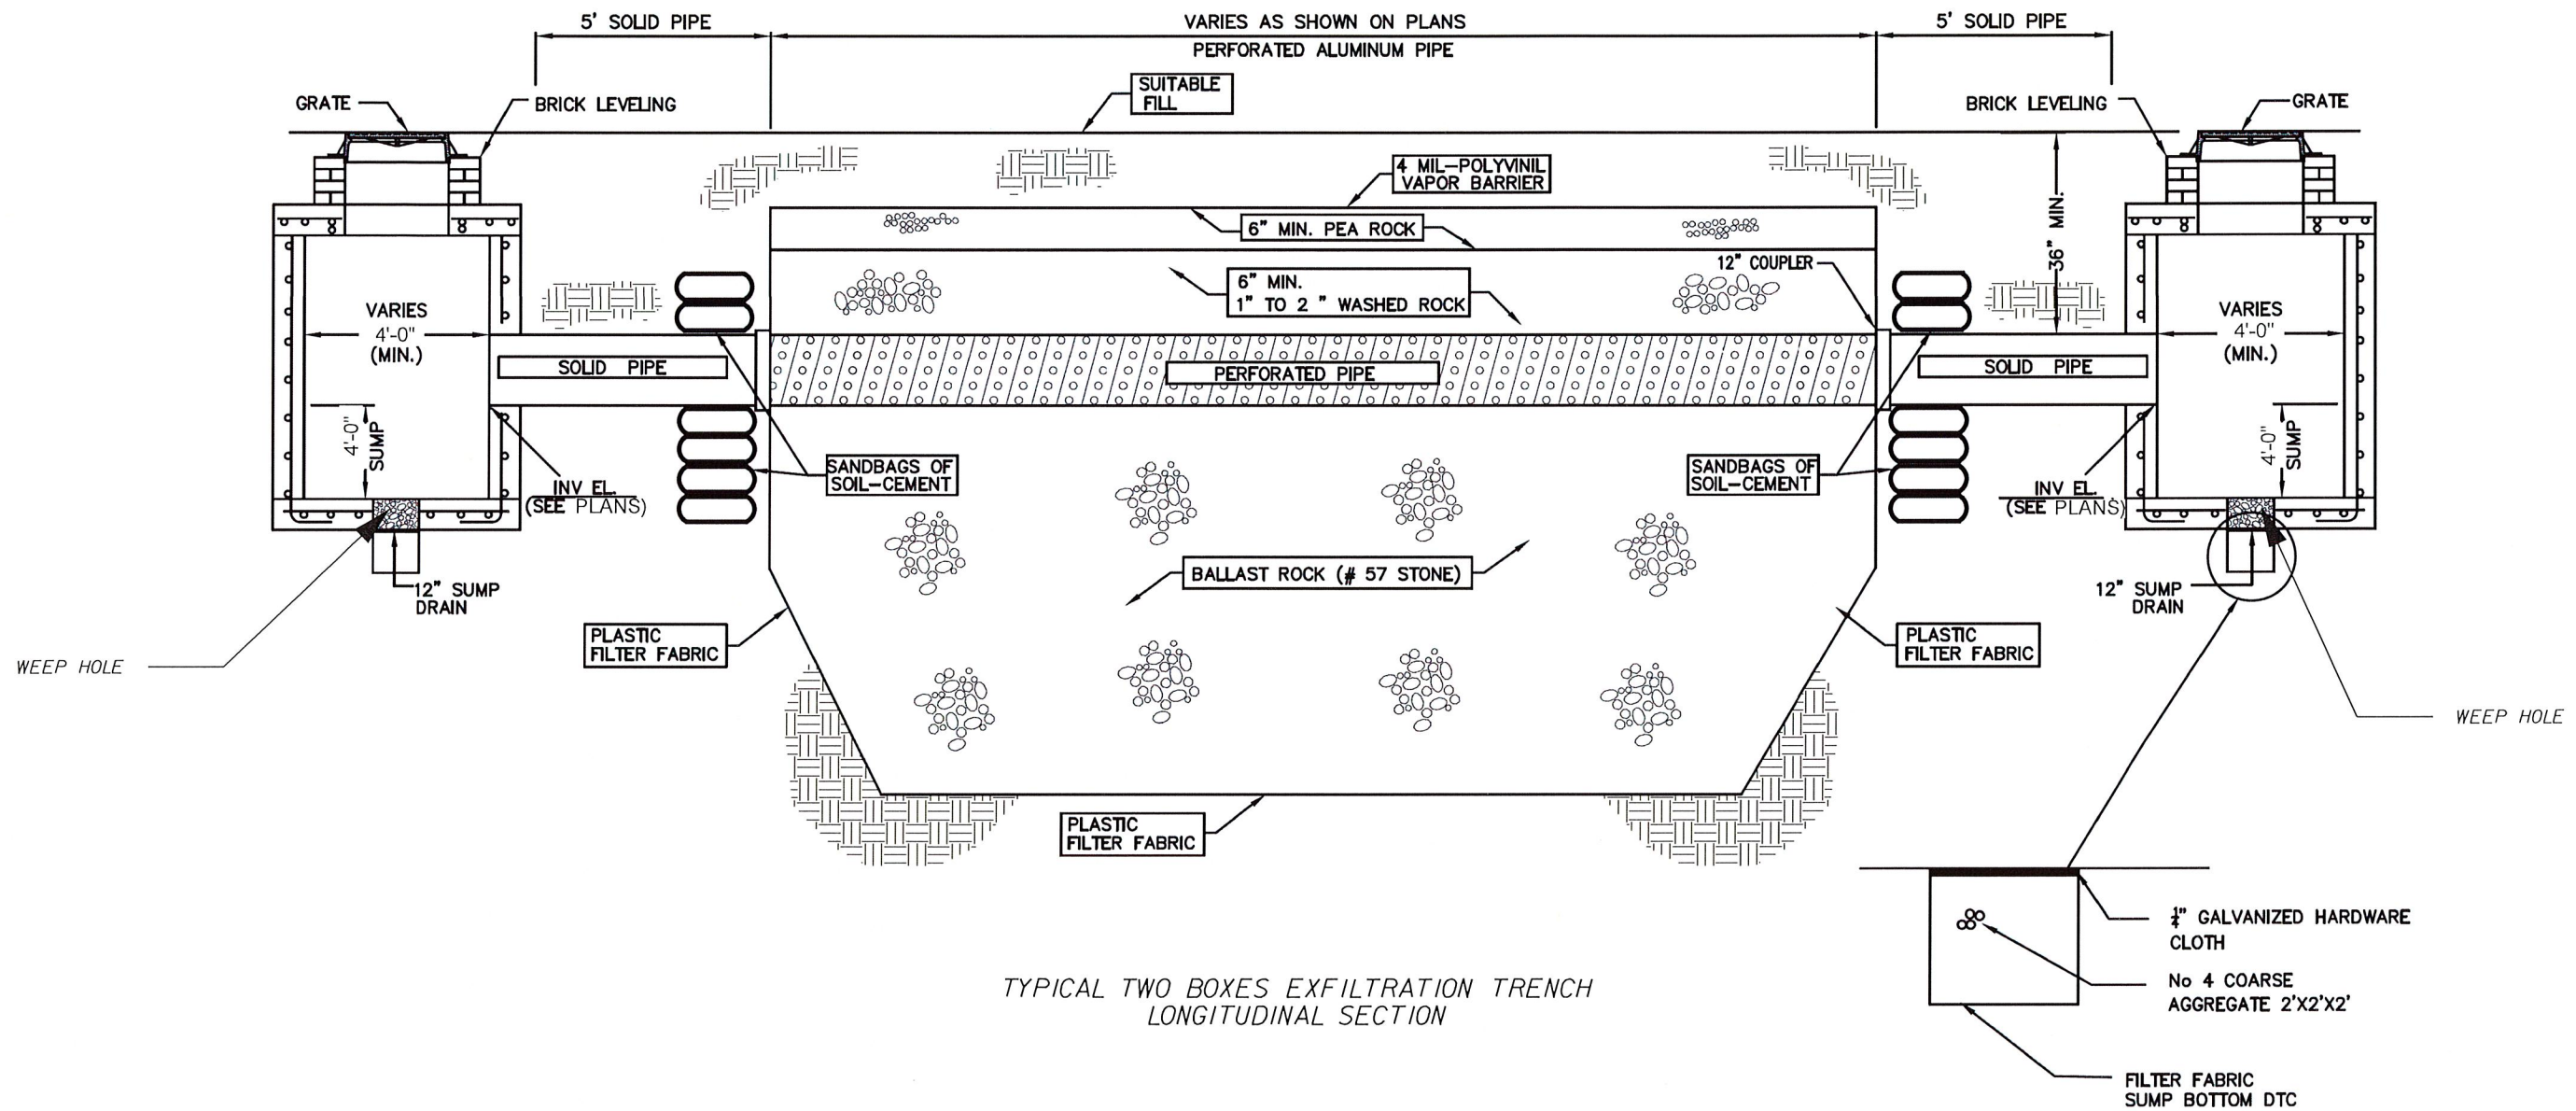 5' SOLID PIPE
VARIES AS SHOWN ON PLANS
5' SOLID PIPE
PERFORATED ALUMINUM PIPE
SUITABLE
FILL
GRATE
BRICK LEVELING
BRICK LEVELING
GRATE
4 MIL-POLYVINIL
VAPOR BARRIER
36" MIN.
6" MIN. PEA ROCK
12" COUPLER
6" MIN.
1" TO 2 " WASHED ROCK
VARIES
4'-0"
(MIN.)
VARIES
4'-0"
(MIN.)
SOLID PIPE
PERFORATED PIPE
SOLID PIPE
4'-0"
SUMP
4'-0"
SUMP
SANDBAGS OF
SOIL-CEMENT
SANDBAGS OF
SOIL-CEMENT
INV EL.
(SEE PLANS)
INV EL.
(SEE PLANS)
BALLAST ROCK (# 57 STONE)
12" SUMP
DRAIN
12" SUMP
DRAIN
PLASTIC
FILTER FABRIC
PLASTIC
FILTER FABRIC
WEEP HOLE
WEEP HOLE
PLASTIC
FILTER FABRIC
GALVANIZED HARDWARE
CLOTH
No 4 COARSE
AGGREGATE 2'X2'X2'
TYPICAL TWO BOXES EXFILTRATION TRENCH
LONGITUDINAL SECTION
FILTER FABRIC
SUMP BOTTOM DTC